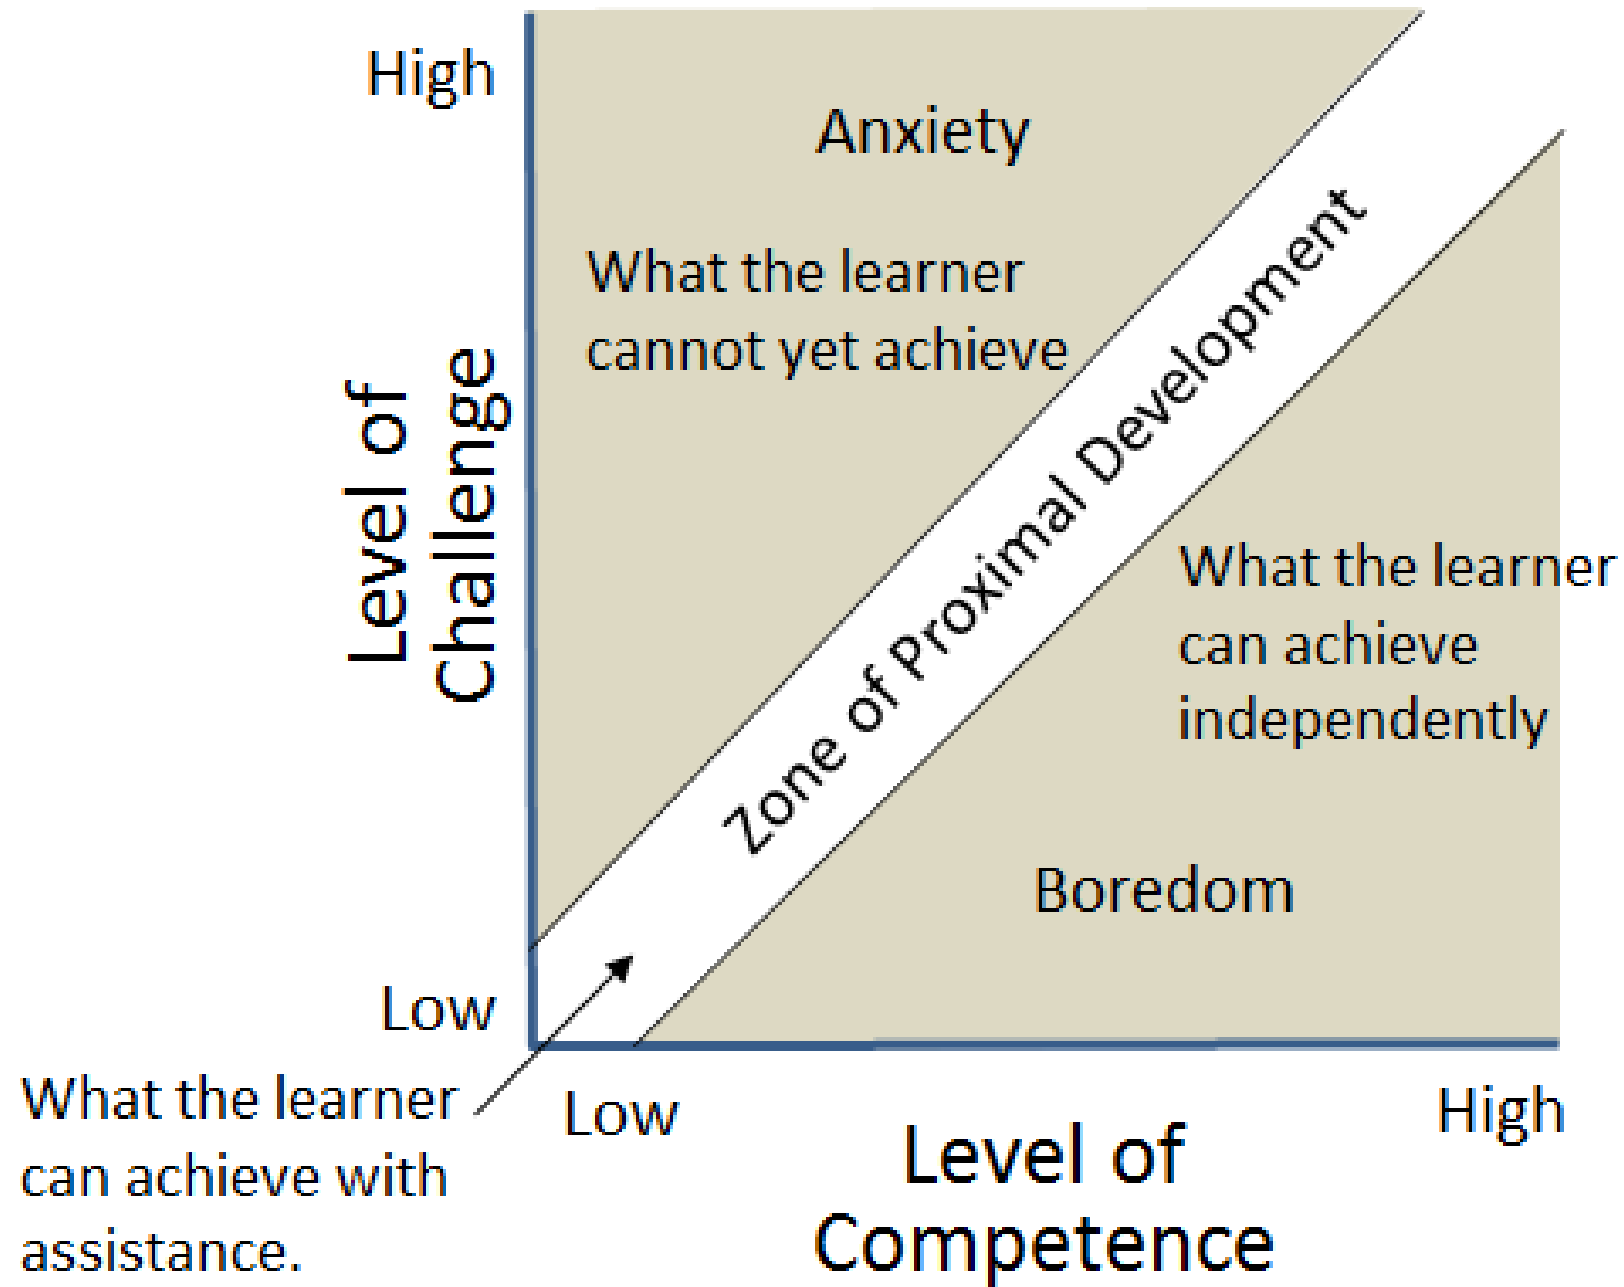 High
Anxiety
What the learner
cannot yet achieve
Level of
Challenge
Zone of Proximal Development
What the learner
can achieve
independently
Boredom
Low
What the learner
can achieve with
assistance.
Low
High
Level of
Competence